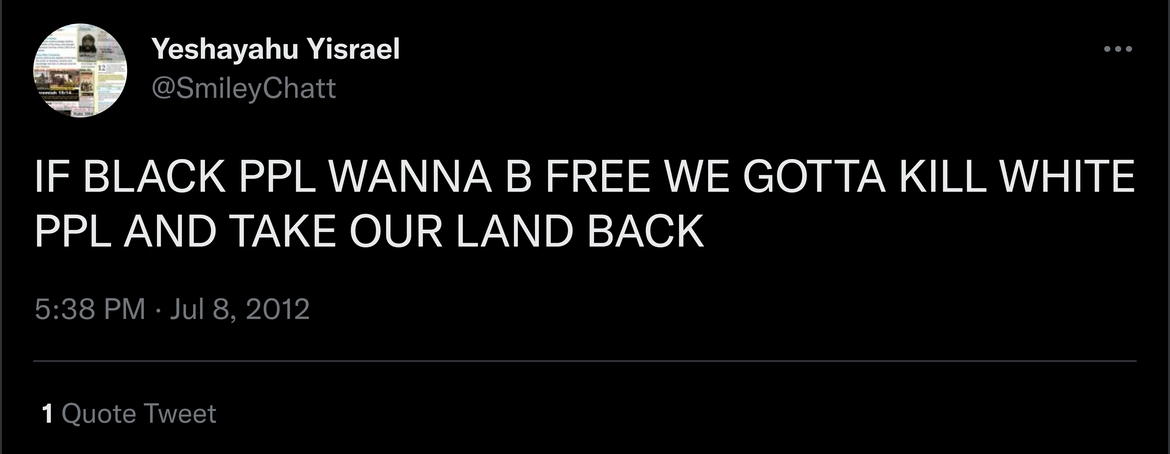 Yeshayahu Yisrael
@SmileyChatt
IF BLACK PPL WANNA B FREE WE GOTTA KILL WHITE
PPL AND TAKE OUR LAND BACK
5:38 PM · Jul 8, 2012
1 Quote Tweet